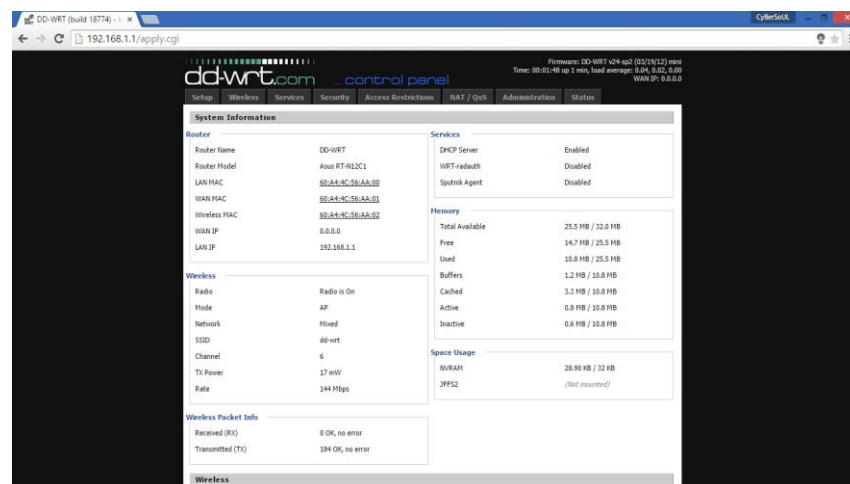 DD-WRT (build 18774) - I
CyBerSoUL
192.168.1.1/apply.cgi
dd-wrt.com ... control panel
Firmware: DD-WRT v24-sp2 (03/19/12) mini
Time: 00:01:48 up 1 min, load average: 0.04, 0.02, 0.00
WAN IP: 0.0.0.0
Setup Wireless Services Security Access Restrictions NAT / QoS Administration Status
System Information
Router
Router Name DD-WRT
Router Model Asus RT-N12C1
LAN MAC 60:A4:4C:56:AA:00
WAN MAC 60:A4:4C:56:AA:01
Wireless MAC 60:A4:4C:56:AA:02
WAN IP 0.0.0.0
LAN IP 192.168.1.1
Wireless
Radio Radio is On
Mode AP
Network Mixed
SSID dd-wrt
Channel 6
TX Power 17 mW
Rate 144 Mbps
Wireless Packet Info
Received (RX) 0 OK, no error
Transmitted (TX) 184 OK, no error
Services
DHCP Server Enabled
WRT-radauth Disabled
Sputnik Agent Disabled
Memory
Total Available 25.5 MB / 32.0 MB
Free 14.7 MB / 25.5 MB
Used 10.8 MB / 25.5 MB
Buffers 1.2 MB / 10.8 MB
Cached 3.3 MB / 10.8 MB
Active 0.8 MB / 10.8 MB
Inactive 0.6 MB / 10.8 MB
Space Usage
NVRAM 28.90 KB / 32 KB
JFFS2 (Not mounted)
Wireless